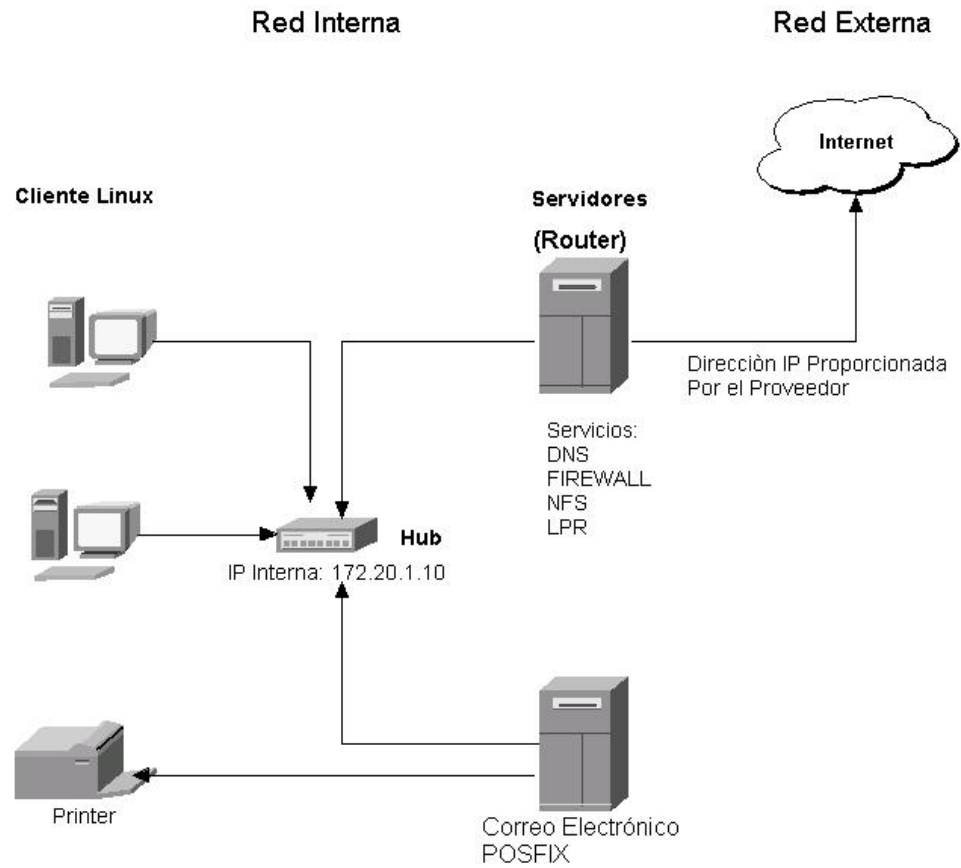 Red Interna
Red Externa
Internet
Cliente Linux
Servidores
(Router)
Direcciòn IP Proporcionada
Por el Proveedor
Servicios:
DNS
FIREWALL
NFS
LPR
Hub
IP Interna: 172.20.1.10
Printer
Correo Electrónico
POSFIX